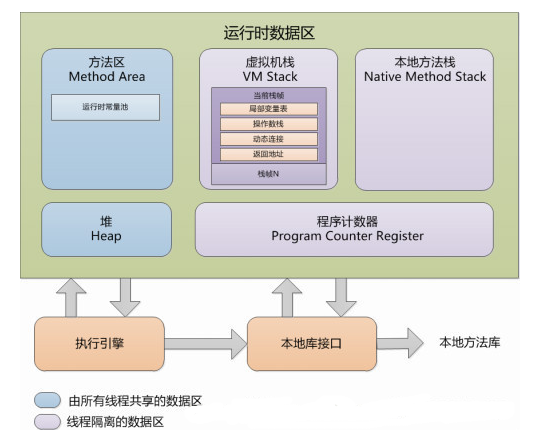 运行时数据区
方法区
Method Area
运行时常量池
虚拟机栈
VM Stack
当前栈帧
局部变量表
操作数栈
动态连接
返回地址
栈帧N
本地方法栈
Native Method Stack
堆
Heap
程序计数器
Program Counter Register
执行引擎
本地库接口
本地方法库
由所有线程共享的数据区
线程隔离的数据区